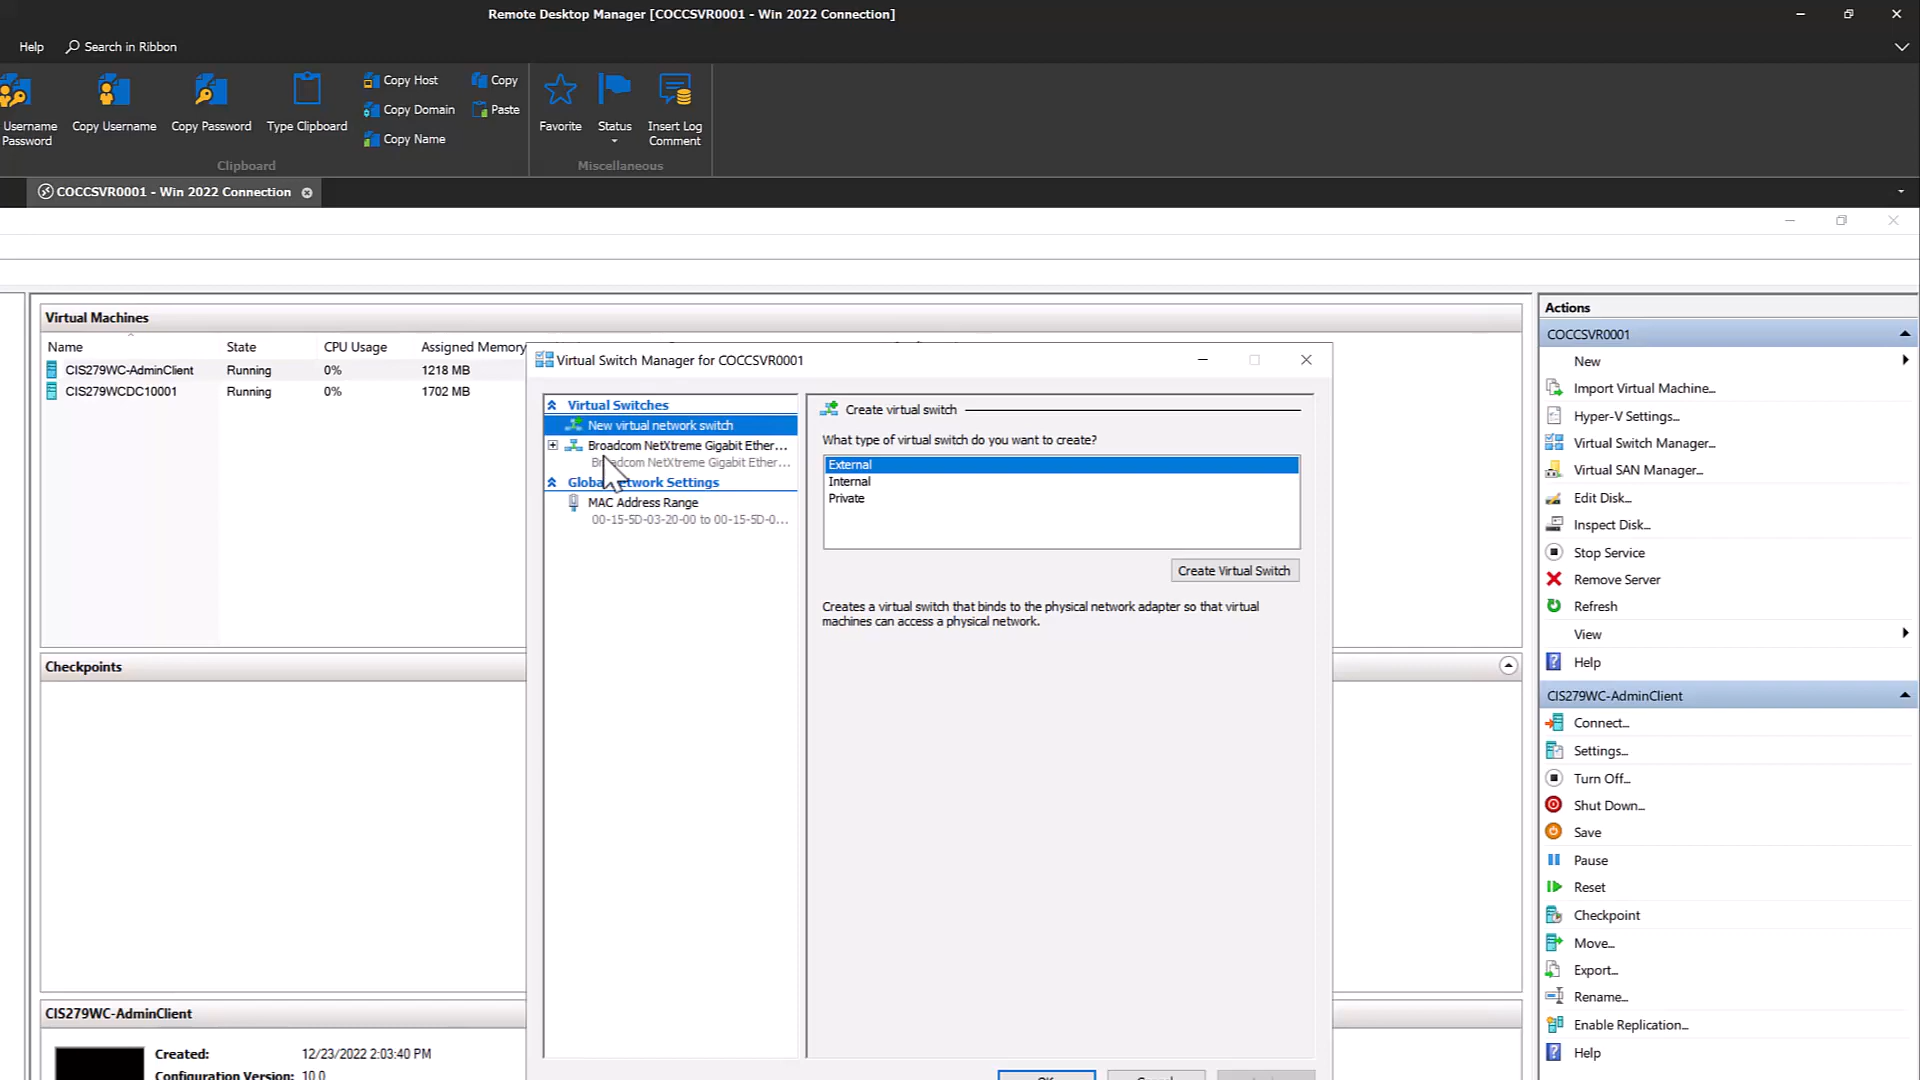 Remote Desktop Manager [COCCSVR0001 - Win 2022 Connection]
Help
Search in Ribbon
Username
Password
Copy Username
Copy Password
Type Clipboard
Copy Host
Copy Domain
Copy Name
Copy
Paste
Clipboard
Favorite
Status
Insert Log
Comment
Miscellaneous
COCCSVR0001 - Win 2022 Connection
Virtual Machines
Name State CPU Usage Assigned Memory
CIS279WC-AdminClient Running 0% 1218 MB
CIS279WCDC10001 Running 0% 1702 MB
Checkpoints
CIS279WC-AdminClient
Created: 12/23/2022 2:03:40 PM
Configuration Version: 10.0
Virtual Switch Manager for COCCSVR0001
Virtual Switches
New virtual network switch
Broadcom NetXtreme Gigabit Ether...
Broadcom NetXtreme Gigabit Ether...
Global Network Settings
MAC Address Range
00-15-5D-03-20-00 to 00-15-5D-0...
Create virtual switch
What type of virtual switch do you want to create?
External
Internal
Private
Create Virtual Switch
Creates a virtual switch that binds to the physical network adapter so that virtual
machines can access a physical network.
Actions
COCCSVR0001
New
Import Virtual Machine...
Hyper-V Settings...
Virtual Switch Manager...
Virtual SAN Manager...
Edit Disk...
Inspect Disk...
Stop Service
Remove Server
Refresh
View
Help
CIS279WC-AdminClient
Connect...
Settings...
Turn Off...
Shut Down...
Save
Pause
Reset
Checkpoint
Move...
Export...
Rename...
Enable Replication...
Help